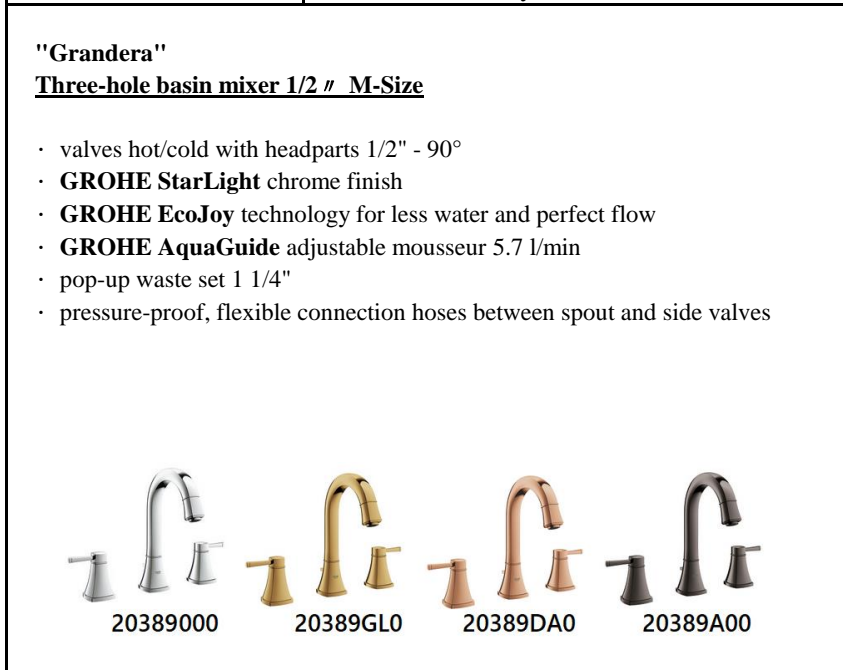 "Grandera"
Three-hole basin mixer 1/2〃 M-Size
· valves hot/cold with headparts 1/2" - 90°
· GROHE StarLight chrome finish
· GROHE EcoJoy technology for less water and perfect flow
· GROHE AquaGuide adjustable mousseur 5.7 l/min
· pop-up waste set 1 1/4"
· pressure-proof, flexible connection hoses between spout and side valves
20389000 20389GL0 20389DA0 20389A00